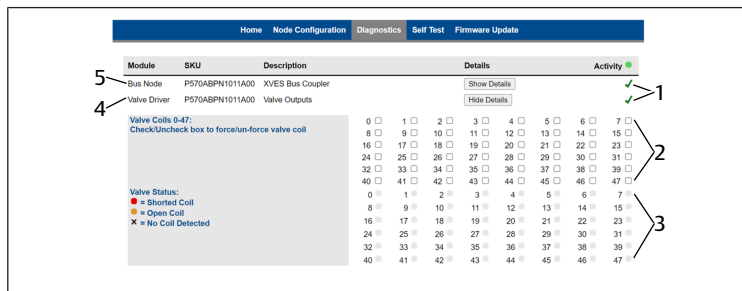 Home Node Configuration Diagnostics Self Test Firmware Update
Module SKU Description Details Activity
5 Bus Node P570ABPN1011A00 XVES Bus Coupler Show Details 1
4 Valve Driver P570ABPN1011A00 Valve Outputs Hide Details
Valve Coils 0-47: 0 1 2 3 4 5 6 7
Check/Uncheck box to force/un-force valve coil
8 9 10 11 12 13 14 15
16 17 18 19 20 21 22 23 2
24 25 26 27 28 29 30 31
32 33 34 35 36 37 38 39
40 41 42 43 44 45 46 47
Valve Status: 0 1 2 3 4 5 6 7
= Shorted Coil
8 9 10 11 12 13 14 15
= Open Coil
16 17 18 19 20 21 22 23 3
X = No Coil Detected
24 25 26 27 28 29 30 31
32 33 34 35 36 37 38 39
40 41 42 43 44 45 46 47